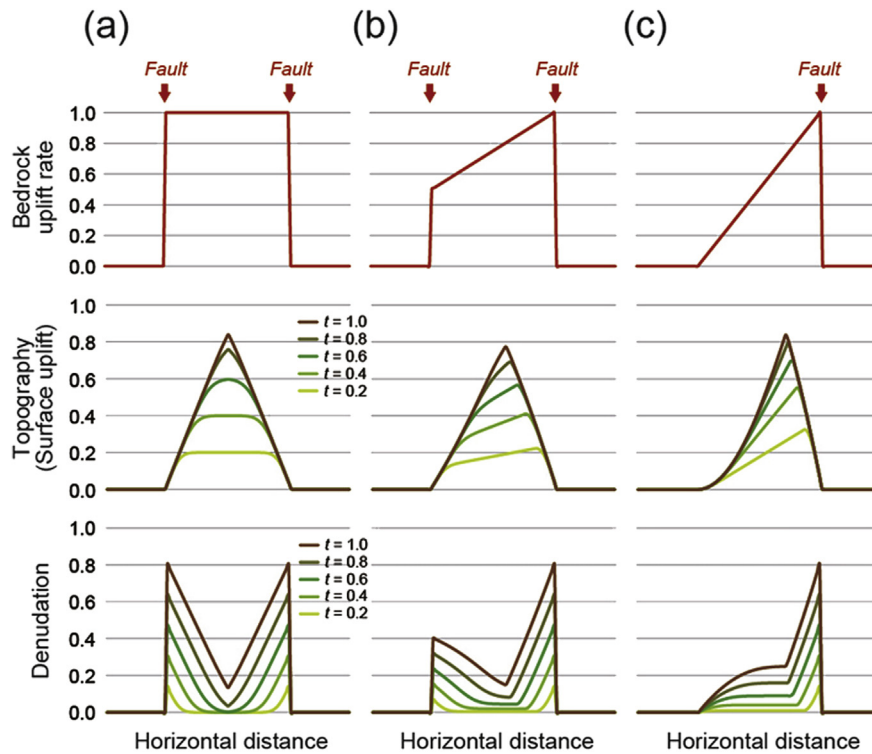 (a) (b) (c)
Fault Fault Fault Fault Fault
Bedrock
uplift rate
1.0
0.8
0.6
0.4
0.2
0.0
Topography
(Surface uplift)
1.0
0.8
0.6
0.4
0.2
0.0
t = 1.0
t = 0.8
t = 0.6
t = 0.4
t = 0.2
Denudation
1.0
0.8
0.6
0.4
0.2
0.0
t = 1.0
t = 0.8
t = 0.6
t = 0.4
t = 0.2
Horizontal distance Horizontal distance Horizontal distance